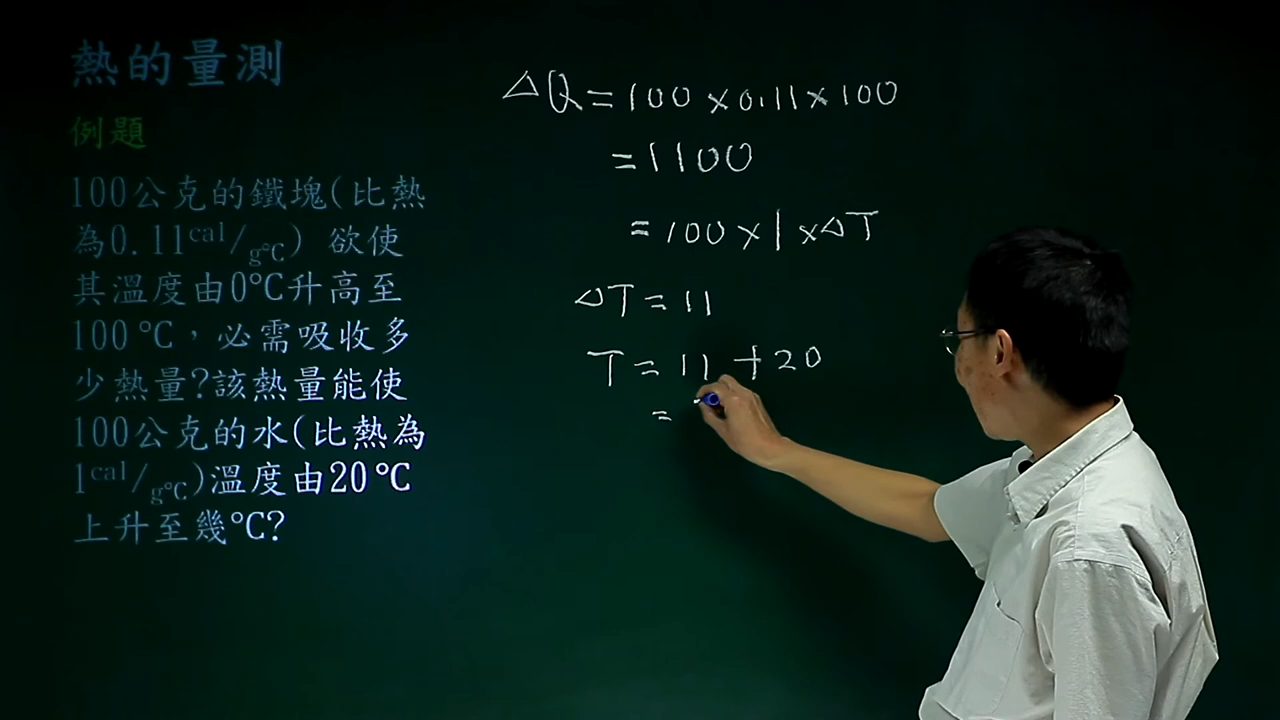 熱的量測
例題
100公克的鐵塊(比熱
為0.11cal/g℃) 欲使
其溫度由0℃升高至
100℃，必需吸收多
少熱量?該熱量能使
100公克的水(比熱為
1cal/g℃)溫度由20℃
上升至幾℃?
△Q=100×0.11×100
=1100
=100×1×△T
△T=11
T=11+20
=